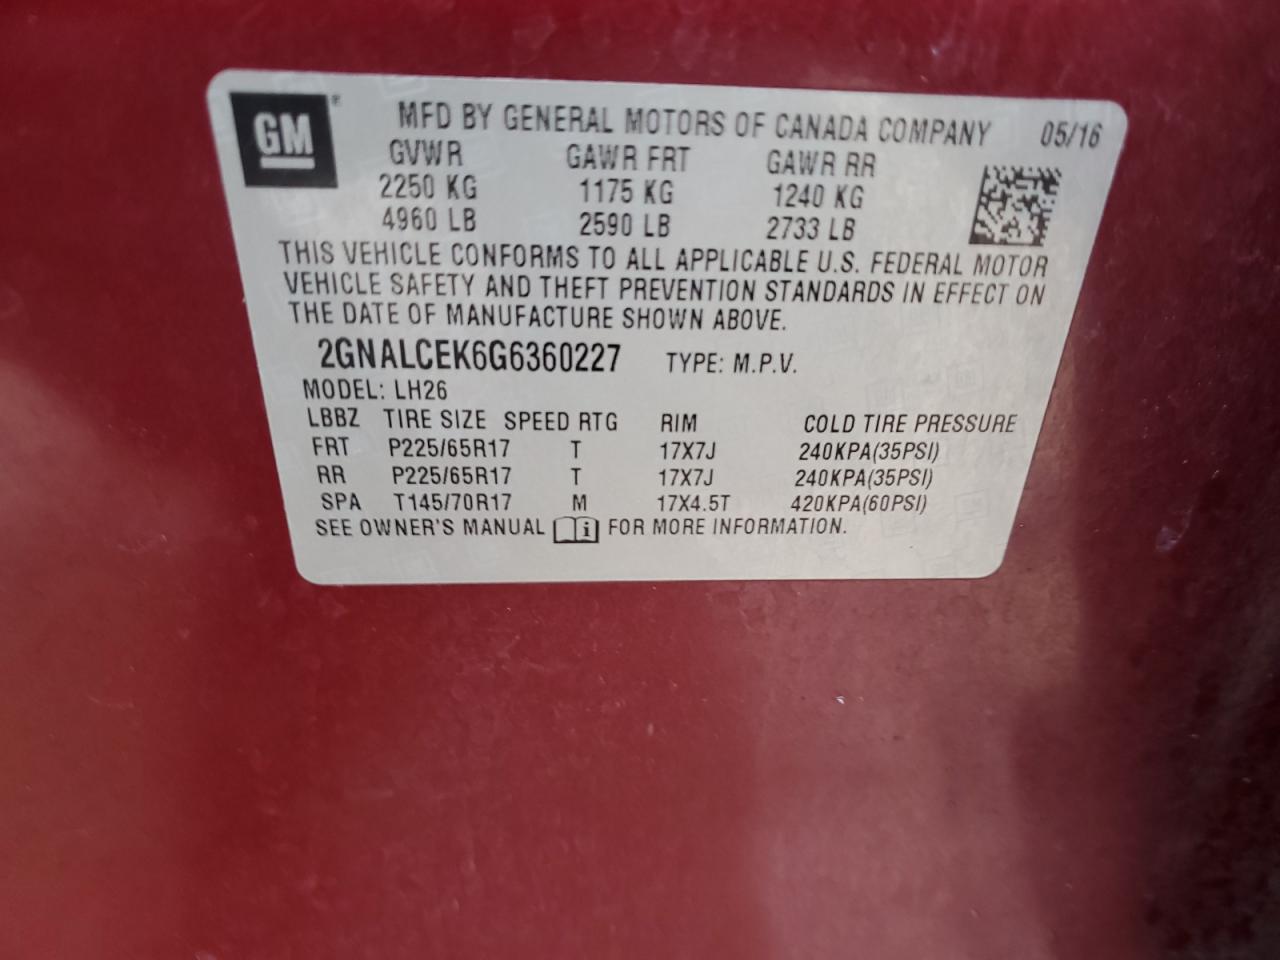 GM ®
MFD BY GENERAL MOTORS OF CANADA COMPANY 05/16
GVWR GAWR FRT GAWR RR
2250 KG 1175 KG 1240 KG
4960 LB 2590 LB 2733 LB
THIS VEHICLE CONFORMS TO ALL APPLICABLE U.S. FEDERAL MOTOR
VEHICLE SAFETY AND THEFT PREVENTION STANDARDS IN EFFECT ON
THE DATE OF MANUFACTURE SHOWN ABOVE.
2GNALCEK6G6360227 TYPE: M.P.V.
MODEL: LH26
LBBZ TIRE SIZE SPEED RTG RIM COLD TIRE PRESSURE
FRT P225/65R17 T 17X7J 240KPA(35PSI)
RR P225/65R17 T 17X7J 240KPA(35PSI)
SPA T145/70R17 M 17X4.5T 420KPA(60PSI)
SEE OWNER'S MANUAL i FOR MORE INFORMATION.